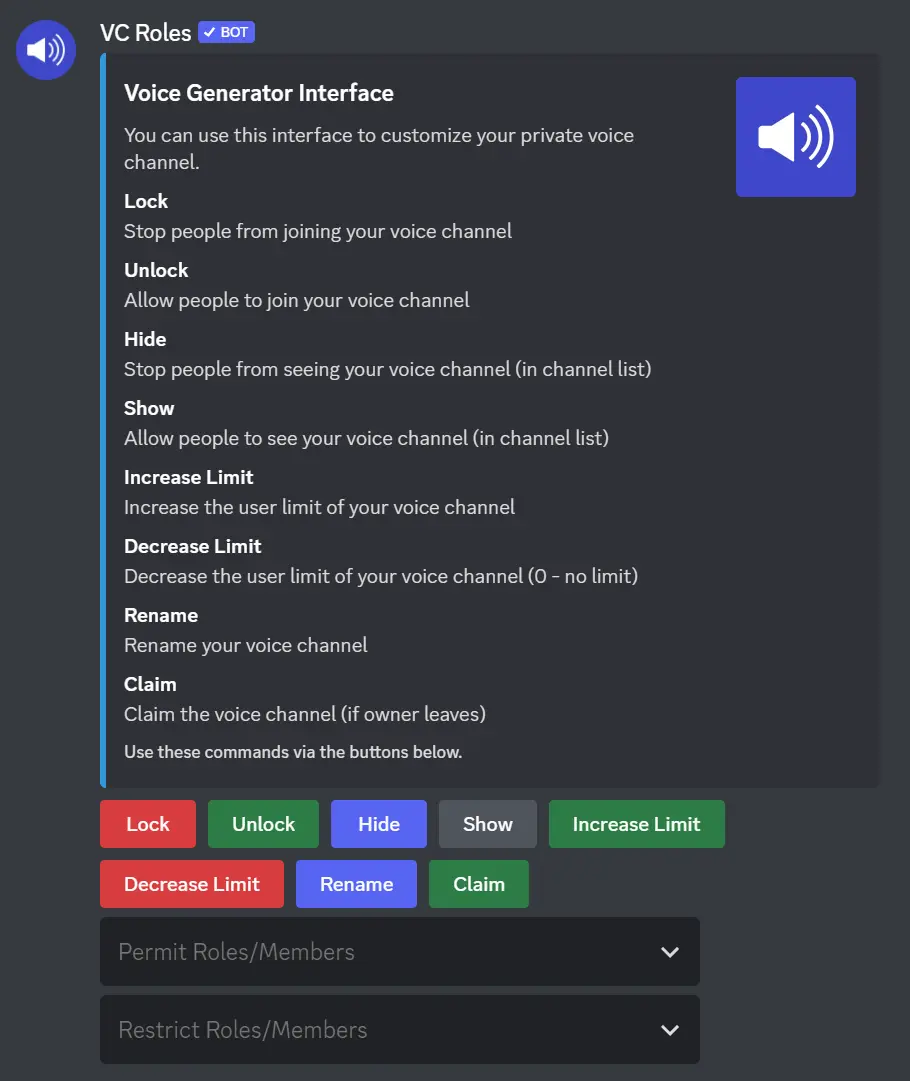 VC Roles BOT
Voice Generator Interface
You can use this interface to customize your private voice
channel.
Lock
Stop people from joining your voice channel
Unlock
Allow people to join your voice channel
Hide
Stop people from seeing your voice channel (in channel list)
Show
Allow people to see your voice channel (in channel list)
Increase Limit
Increase the user limit of your voice channel
Decrease Limit
Decrease the user limit of your voice channel (0 - no limit)
Rename
Rename your voice channel
Claim
Claim the voice channel (if owner leaves)
Use these commands via the buttons below.
Lock Unlock Hide Show Increase Limit
Decrease Limit Rename Claim
Permit Roles/Members
Restrict Roles/Members